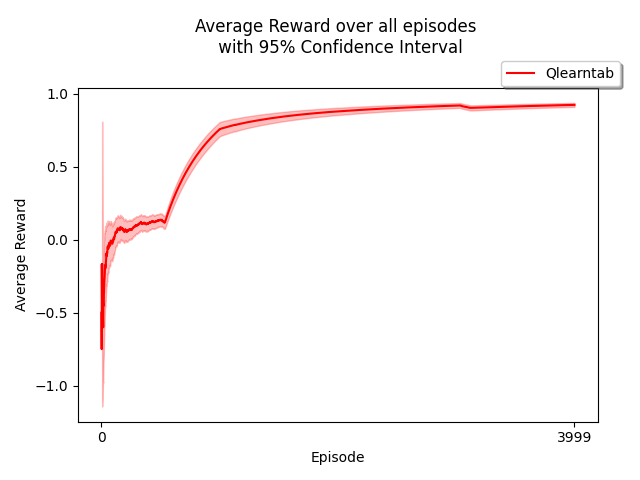 Average Reward over all episodes
with 95% Confidence Interval
Qlearntab
1.0
0.5
0.0
−0.5
−1.0
Average Reward
0
3999
Episode